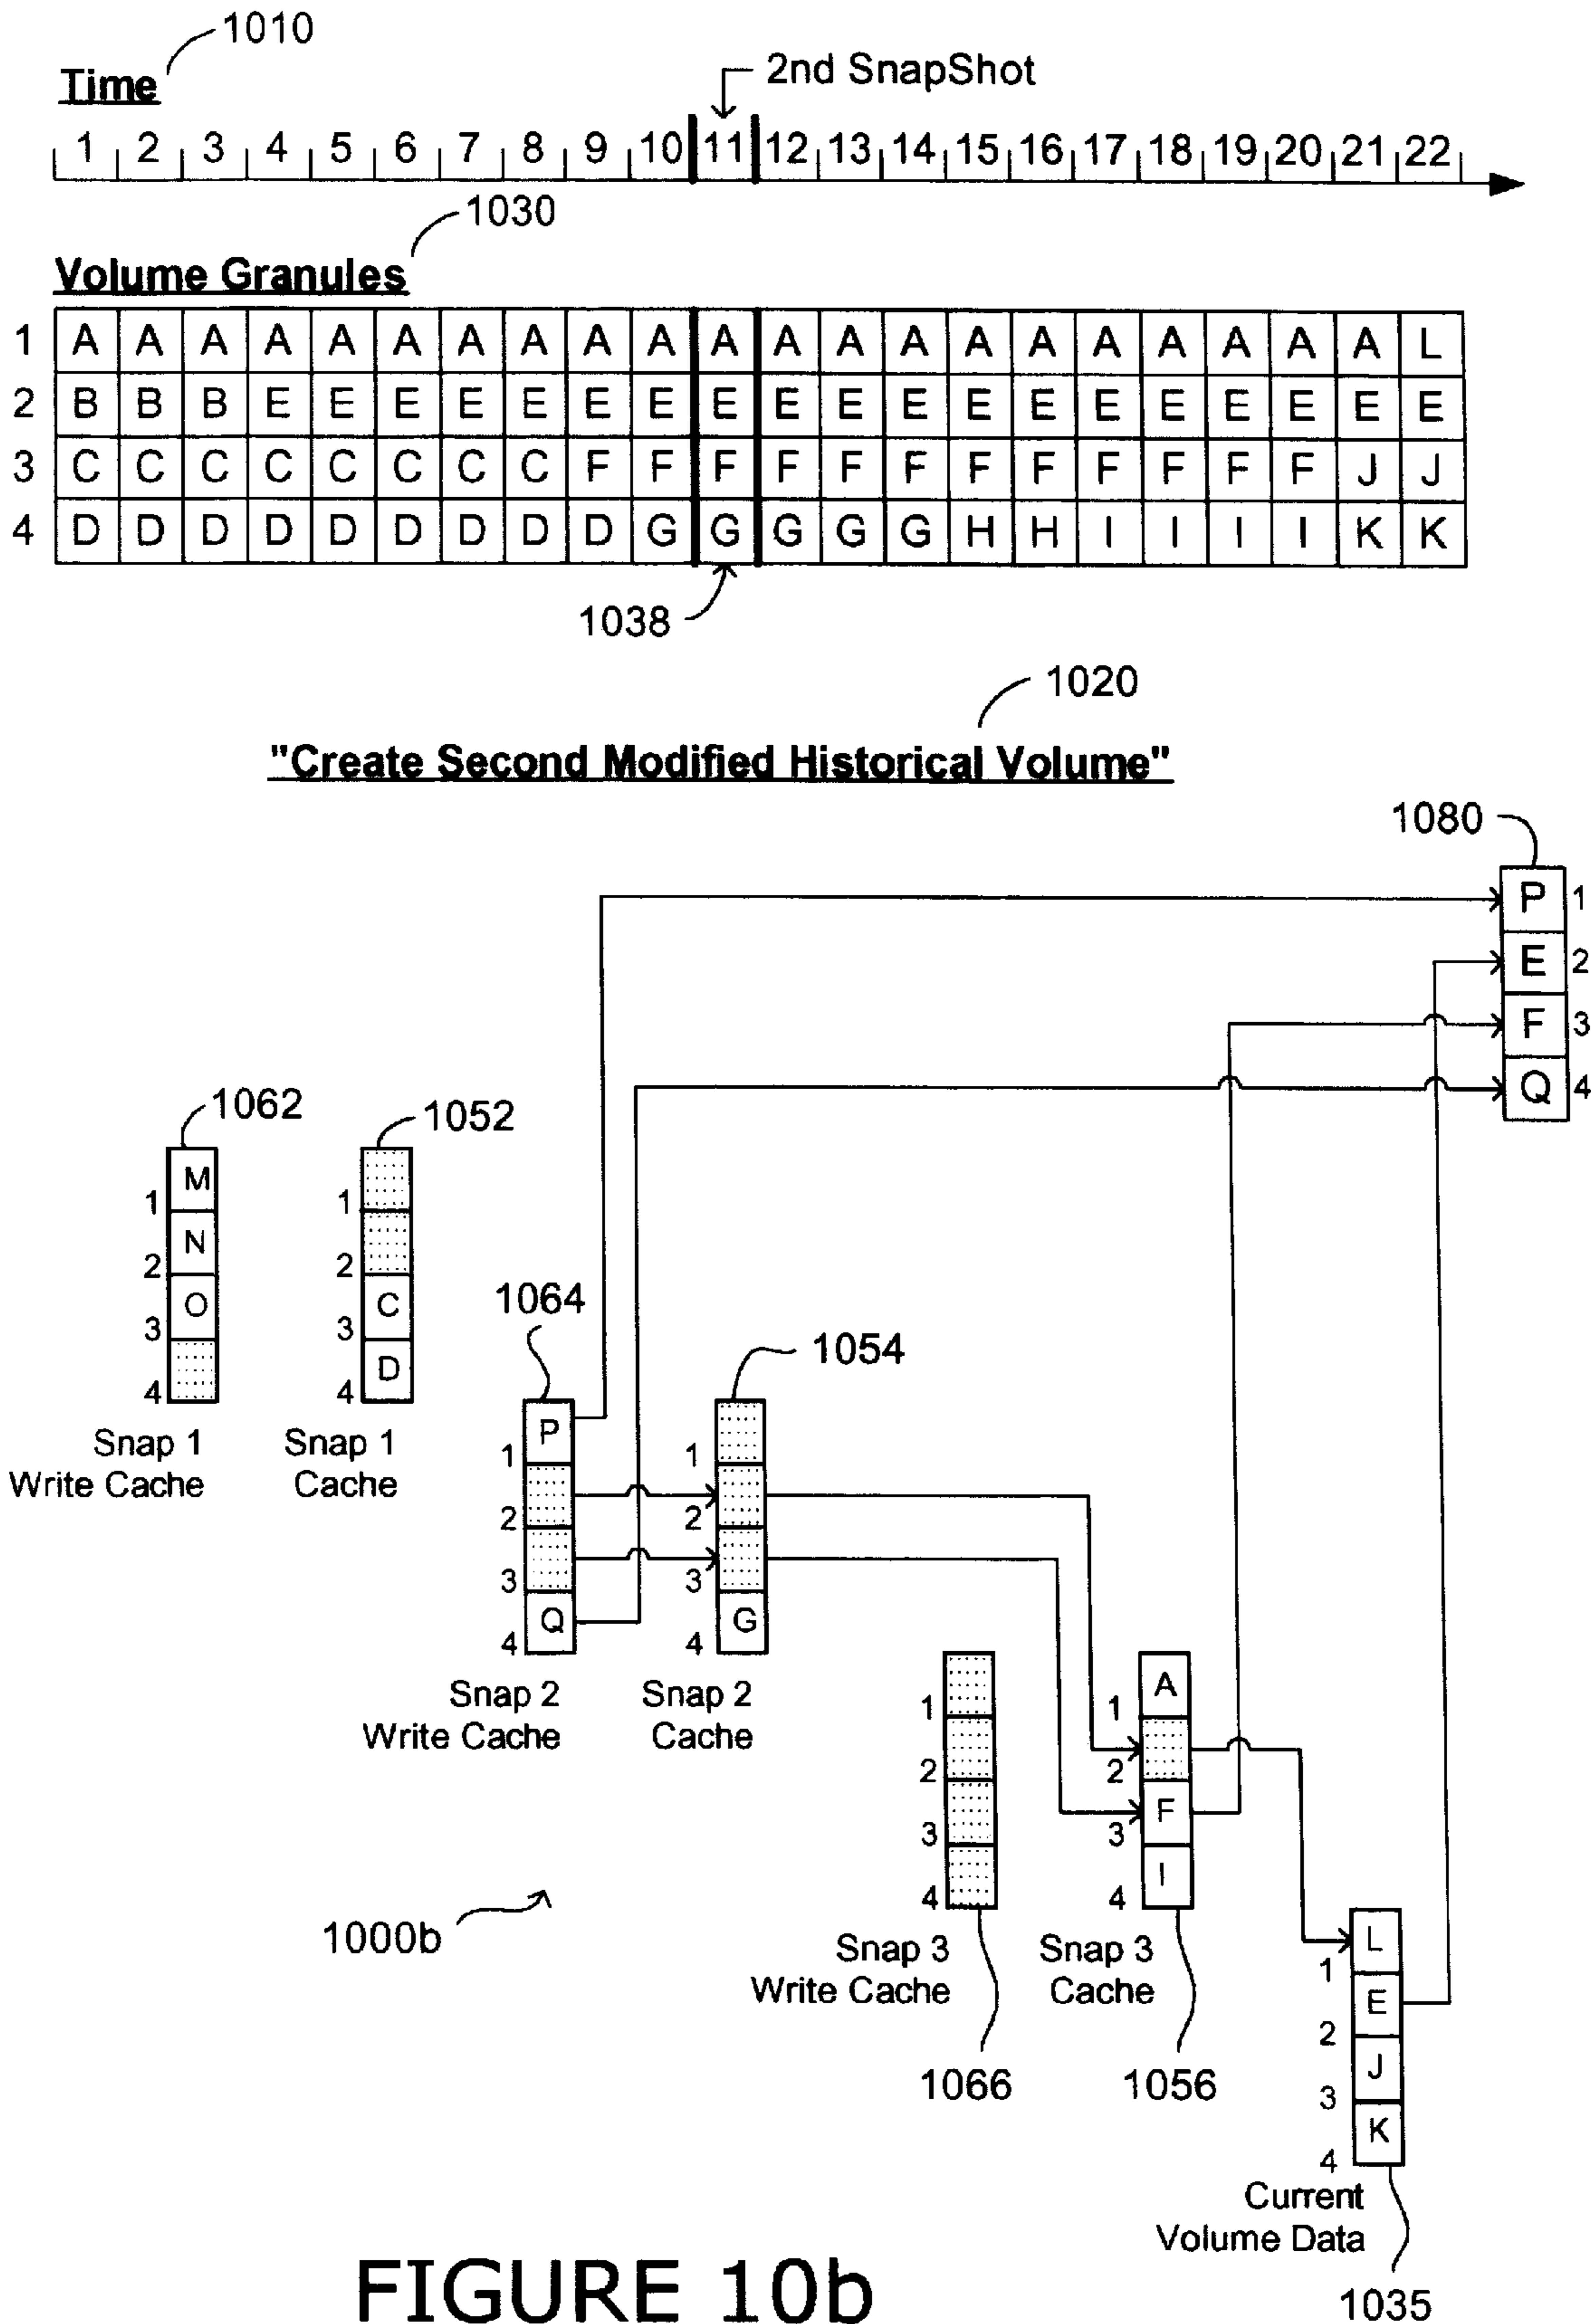 1010
Time
2nd SnapShot
1 2 3 4 5 6 7 8 9 10 11 12 13 14 15 16 17 18 19 20 21 22
1030
Volume Granules
1 A A A A A A A A A A A A A A A A A A A A A L
2 B B B E E E E E E E E E E E E E E E E E E E
3 C C C C C C C C F F F F F F F F F F F F J J
4 D D D D D D D D D G G G G G H H I I I I K K
1038
1020
"Create Second Modified Historical Volume"
1080
P 1
E 2
F 3
Q 4
1062
1052
M
1 1
N
2 2
O C
3 3
D
4 4
Snap 1
Write Cache
Snap 1
Cache
1064
1054
P
1 1
2 2
3 3
Q G
4 4
Snap 2
Write Cache
Snap 2
Cache
A
1 1
2 2
F
3 3
I
4 4
Snap 3
Write Cache
Snap 3
Cache
1000b
1066
1056
L
1
E
2
J
3
K
4
Current
Volume Data
1035
FIGURE 10b